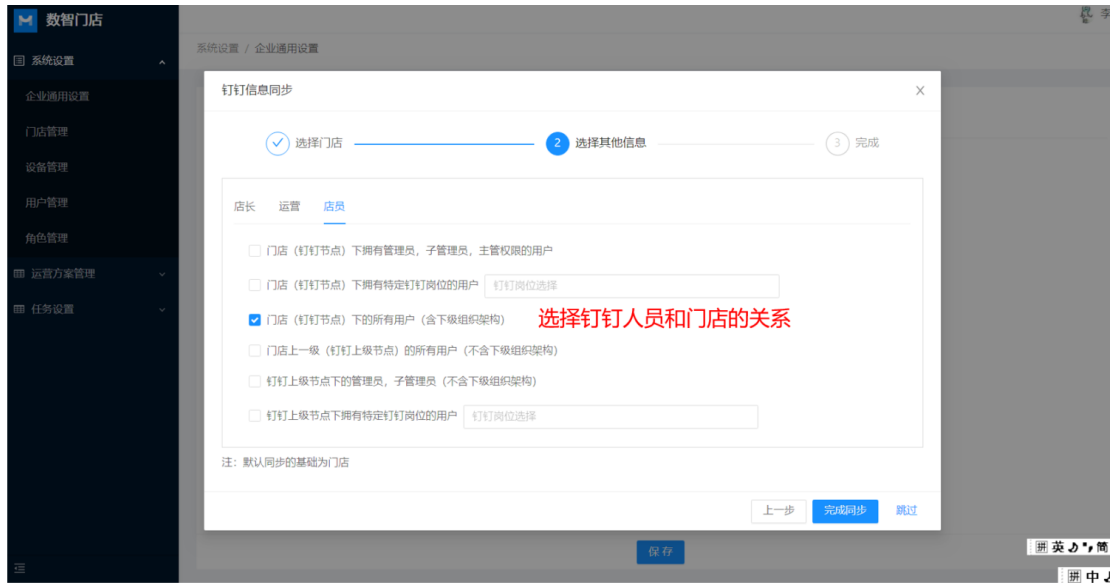 数智门店
李
系统设置
系统设置 / 企业通用设置
企业通用设置
门店管理
设备管理
用户管理
角色管理
运营方案管理
任务设置
钉钉信息同步
选择门店
2 选择其他信息
3 完成
店长 运营 店员
门店（钉钉节点）下拥有管理员，子管理员，主管权限的用户
门店（钉钉节点）下拥有特定钉钉岗位的用户 钉钉岗位选择
门店（钉钉节点）下的所有用户（含下级组织架构）
选择钉钉人员和门店的关系
门店上一级（钉钉上级节点）的所有用户（不含下级组织架构）
钉钉上级节点下的管理员，子管理员（不含下级组织架构）
钉钉上级节点下拥有特定钉钉岗位的用户 钉钉岗位选择
注：默认同步的基础为门店
上一步 完成同步 跳过
保存
拼 英 简
拼 中